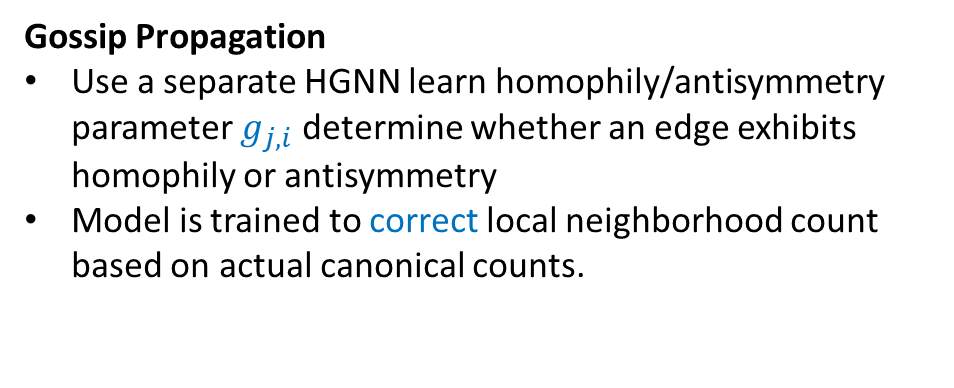 Gossip Propagation
• Use a separate HGNN learn homophily/antisymmetry
parameter g_{j,i} determine whether an edge exhibits
homophily or antisymmetry
• Model is trained to correct local neighborhood count
based on actual canonical counts.